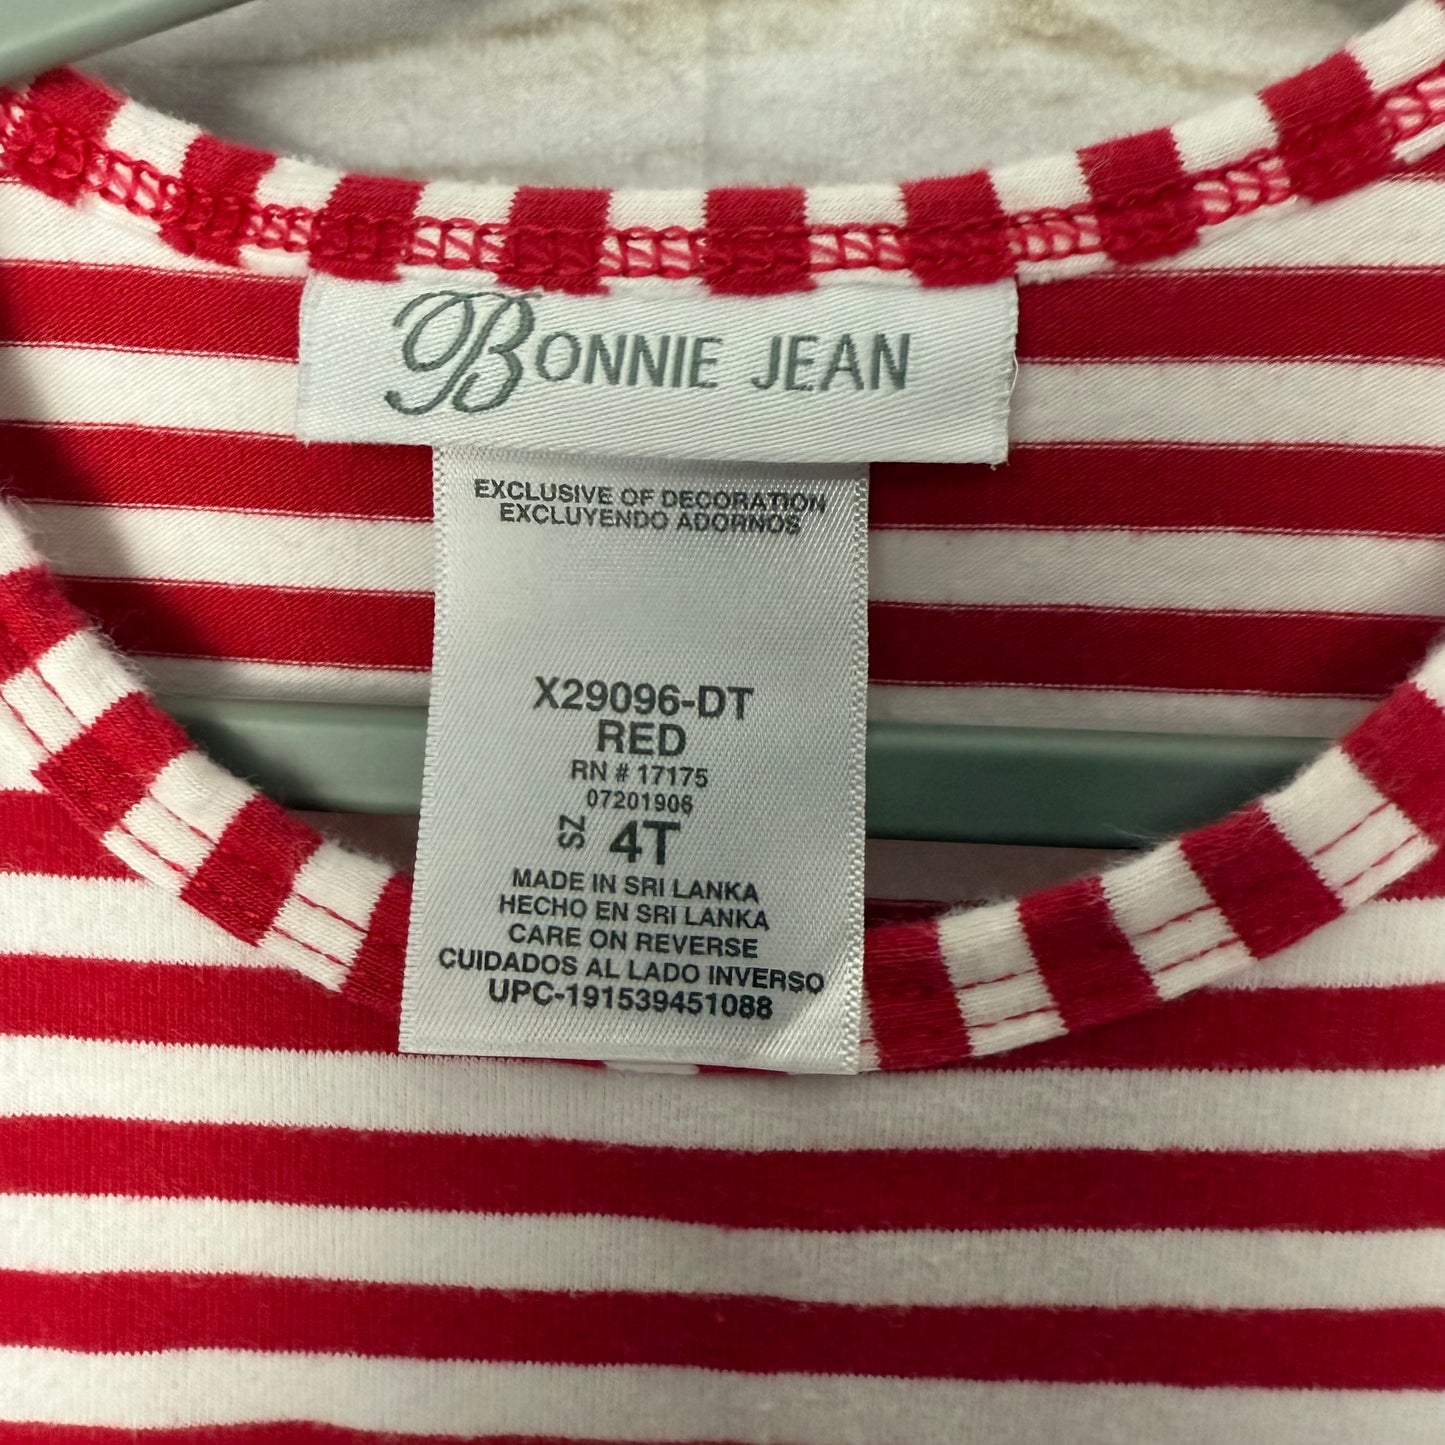 BONNIE JEAN
EXCLUSIVE OF DECORATION
EXCLUYENDO ADORNOS
X29096-DT
RED
RN # 17175
07201906
SZ 4T
MADE IN SRI LANKA
HECHO EN SRI LANKA
CARE ON REVERSE
CUIDADOS AL LADO INVERSO
UPC-191539451088